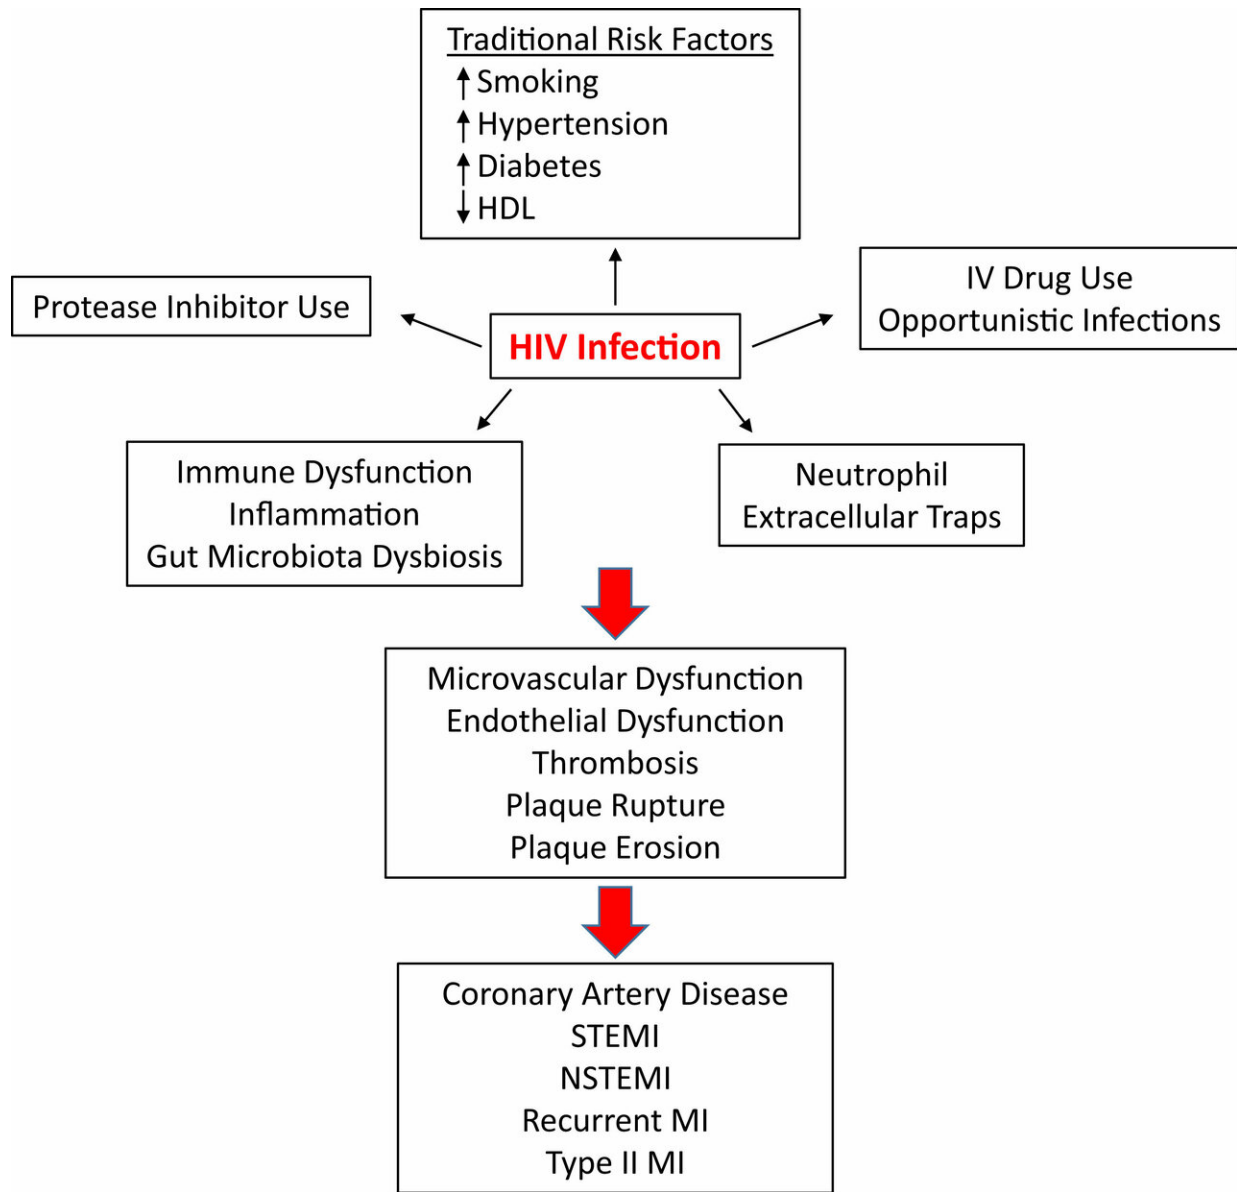 Traditional Risk Factors
↑ Smoking
↑ Hypertension
↑ Diabetes
↓ HDL
Protease Inhibitor Use
HIV Infection
IV Drug Use
Opportunistic Infections
Immune Dysfunction
Inflammation
Gut Microbiota Dysbiosis
Neutrophil
Extracellular Traps
Microvascular Dysfunction
Endothelial Dysfunction
Thrombosis
Plaque Rupture
Plaque Erosion
Coronary Artery Disease
STEMI
NSTEMI
Recurrent MI
Type II MI